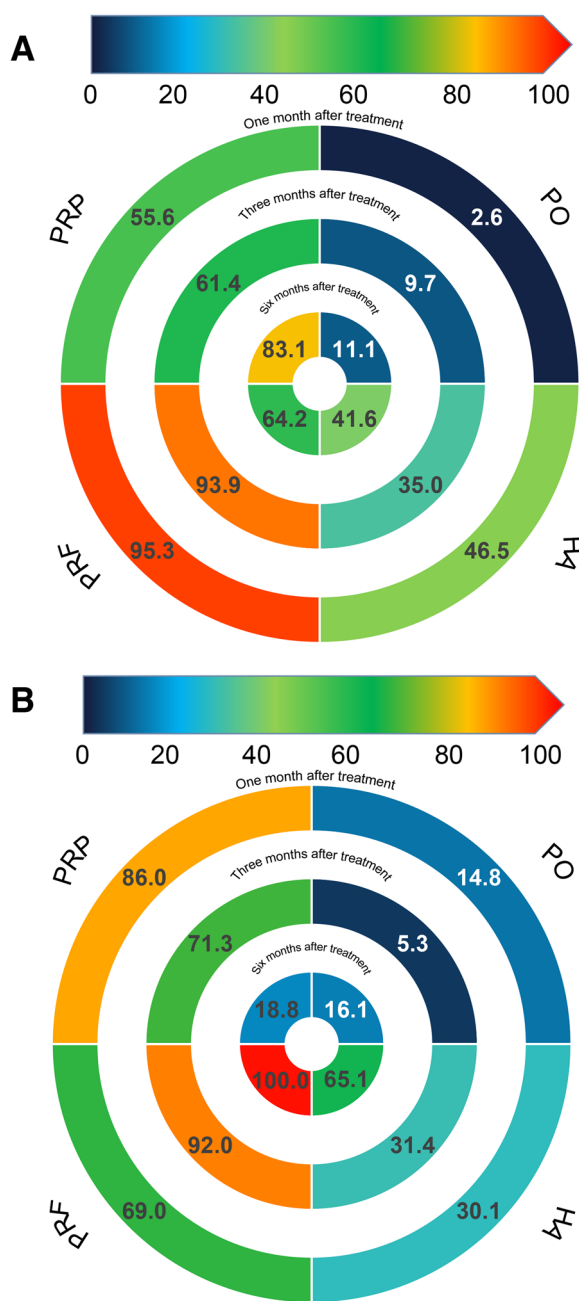 A
0 20 40 60 80 100
One month after treatment
PRP
PO
55.6
2.6
Three months after treatment
61.4
9.7
Six months after treatment
83.1
11.1
64.2
41.6
93.9
35.0
95.3
46.5
PRF
HA
B
0 20 40 60 80 100
One month after treatment
PRP
PO
86.0
14.8
Three months after treatment
71.3
5.3
Six months after treatment
18.8
16.1
100.0
65.1
92.0
31.4
69.0
30.1
PRF
HA